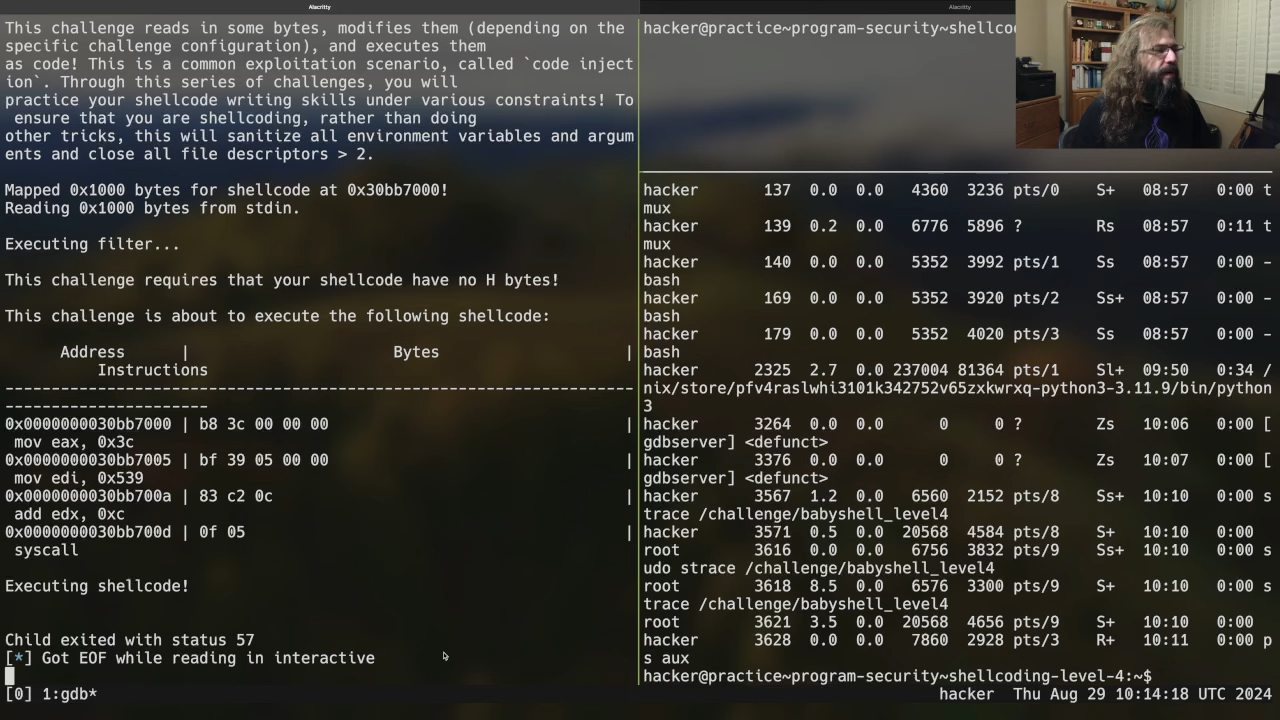 Alacritty
Alacritty
This challenge reads in some bytes, modifies them (depending on the
specific challenge configuration), and executes them
as code! This is a common exploitation scenario, called `code inject
ion`. Through this series of challenges, you will
practice your shellcode writing skills under various constraints! To
 ensure that you are shellcoding, rather than doing
other tricks, this will sanitize all environment variables and argum
ents and close all file descriptors > 2.
Mapped 0x1000 bytes for shellcode at 0x30bb7000!
Reading 0x1000 bytes from stdin.
Executing filter...
This challenge requires that your shellcode have no H bytes!
This challenge is about to execute the following shellcode:
      Address      |                      Bytes                     |
          Instructions
---------------------------------------------------------------------
----------------------
0x0000000030bb7000 | b8 3c 00 00 00                                 |
 mov eax, 0x3c
0x0000000030bb7005 | bf 39 05 00 00                                 |
 mov edi, 0x539
0x0000000030bb700a | 83 c2 0c                                       |
 add edx, 0xc
0x0000000030bb700d | 0f 05                                          |
 syscall
Executing shellcode!
Child exited with status 57
[*] Got EOF while reading in interactive
hacker@practice~program-security~shellco
hacker       137  0.0  0.0   4360  3236 pts/0    S+   08:57   0:00 t
mux
hacker       139  0.2  0.0   6776  5896 ?        Rs   08:57   0:11 t
mux
hacker       140  0.0  0.0   5352  3992 pts/1    Ss   08:57   0:00 -
bash
hacker       169  0.0  0.0   5352  3920 pts/2    Ss+  08:57   0:00 -
bash
hacker       179  0.0  0.0   5352  4020 pts/3    Ss   08:57   0:00 -
bash
hacker      2325  2.7  0.0 237004 81364 pts/1    Sl+  09:50   0:34 /
nix/store/pfv4raslwhi3101k342752v65zxkwrxq-python3-3.11.9/bin/python
3
hacker      3264  0.0  0.0      0     0 ?        Zs   10:06   0:00 [
gdbserver] <defunct>
hacker      3376  0.0  0.0      0     0 ?        Zs   10:07   0:00 [
gdbserver] <defunct>
hacker      3567  1.2  0.0   6560  2152 pts/8    Ss+  10:10   0:00 s
trace /challenge/babyshell_level4
hacker      3571  0.5  0.0  20568  4584 pts/8    S+   10:10   0:00
root        3616  0.0  0.0   6756  3832 pts/9    Ss+  10:10   0:00 s
udo strace /challenge/babyshell_level4
root        3618  8.5  0.0   6576  3300 pts/9    S+   10:10   0:00 s
trace /challenge/babyshell_level4
root        3621  3.5  0.0  20568  4656 pts/9    S+   10:10   0:00
hacker      3628  0.0  0.0   7860  2928 pts/3    R+   10:11   0:00 p
s aux
hacker@practice~program-security~shellcoding-level-4:~$
[0] 1:gdb*                    hacker  Thu Aug 29 10:14:18 UTC 2024